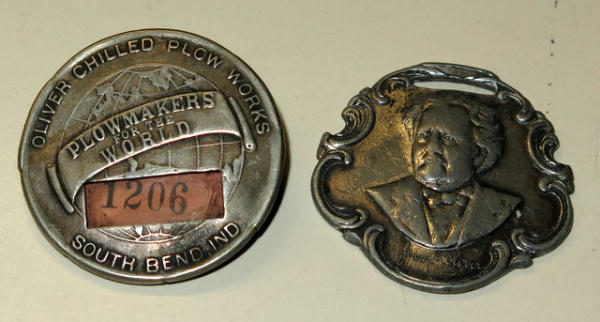 OLIVER CHILLED PLOW WORKS
PLOWMAKERS
FOR THE
WORLD
1206
SOUTH BEND, IND